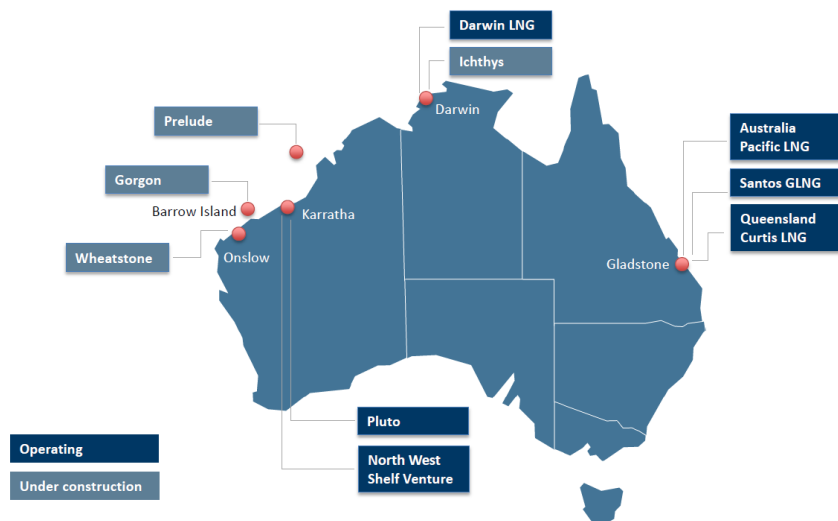 Darwin LNG
Ichthys
Darwin
Prelude
Australia
Pacific LNG
Gorgon
Santos GLNG
Barrow Island
Karratha
Queensland
Curtis LNG
Wheatstone
Onslow
Gladstone
Pluto
Operating
North West
Shelf Venture
Under construction